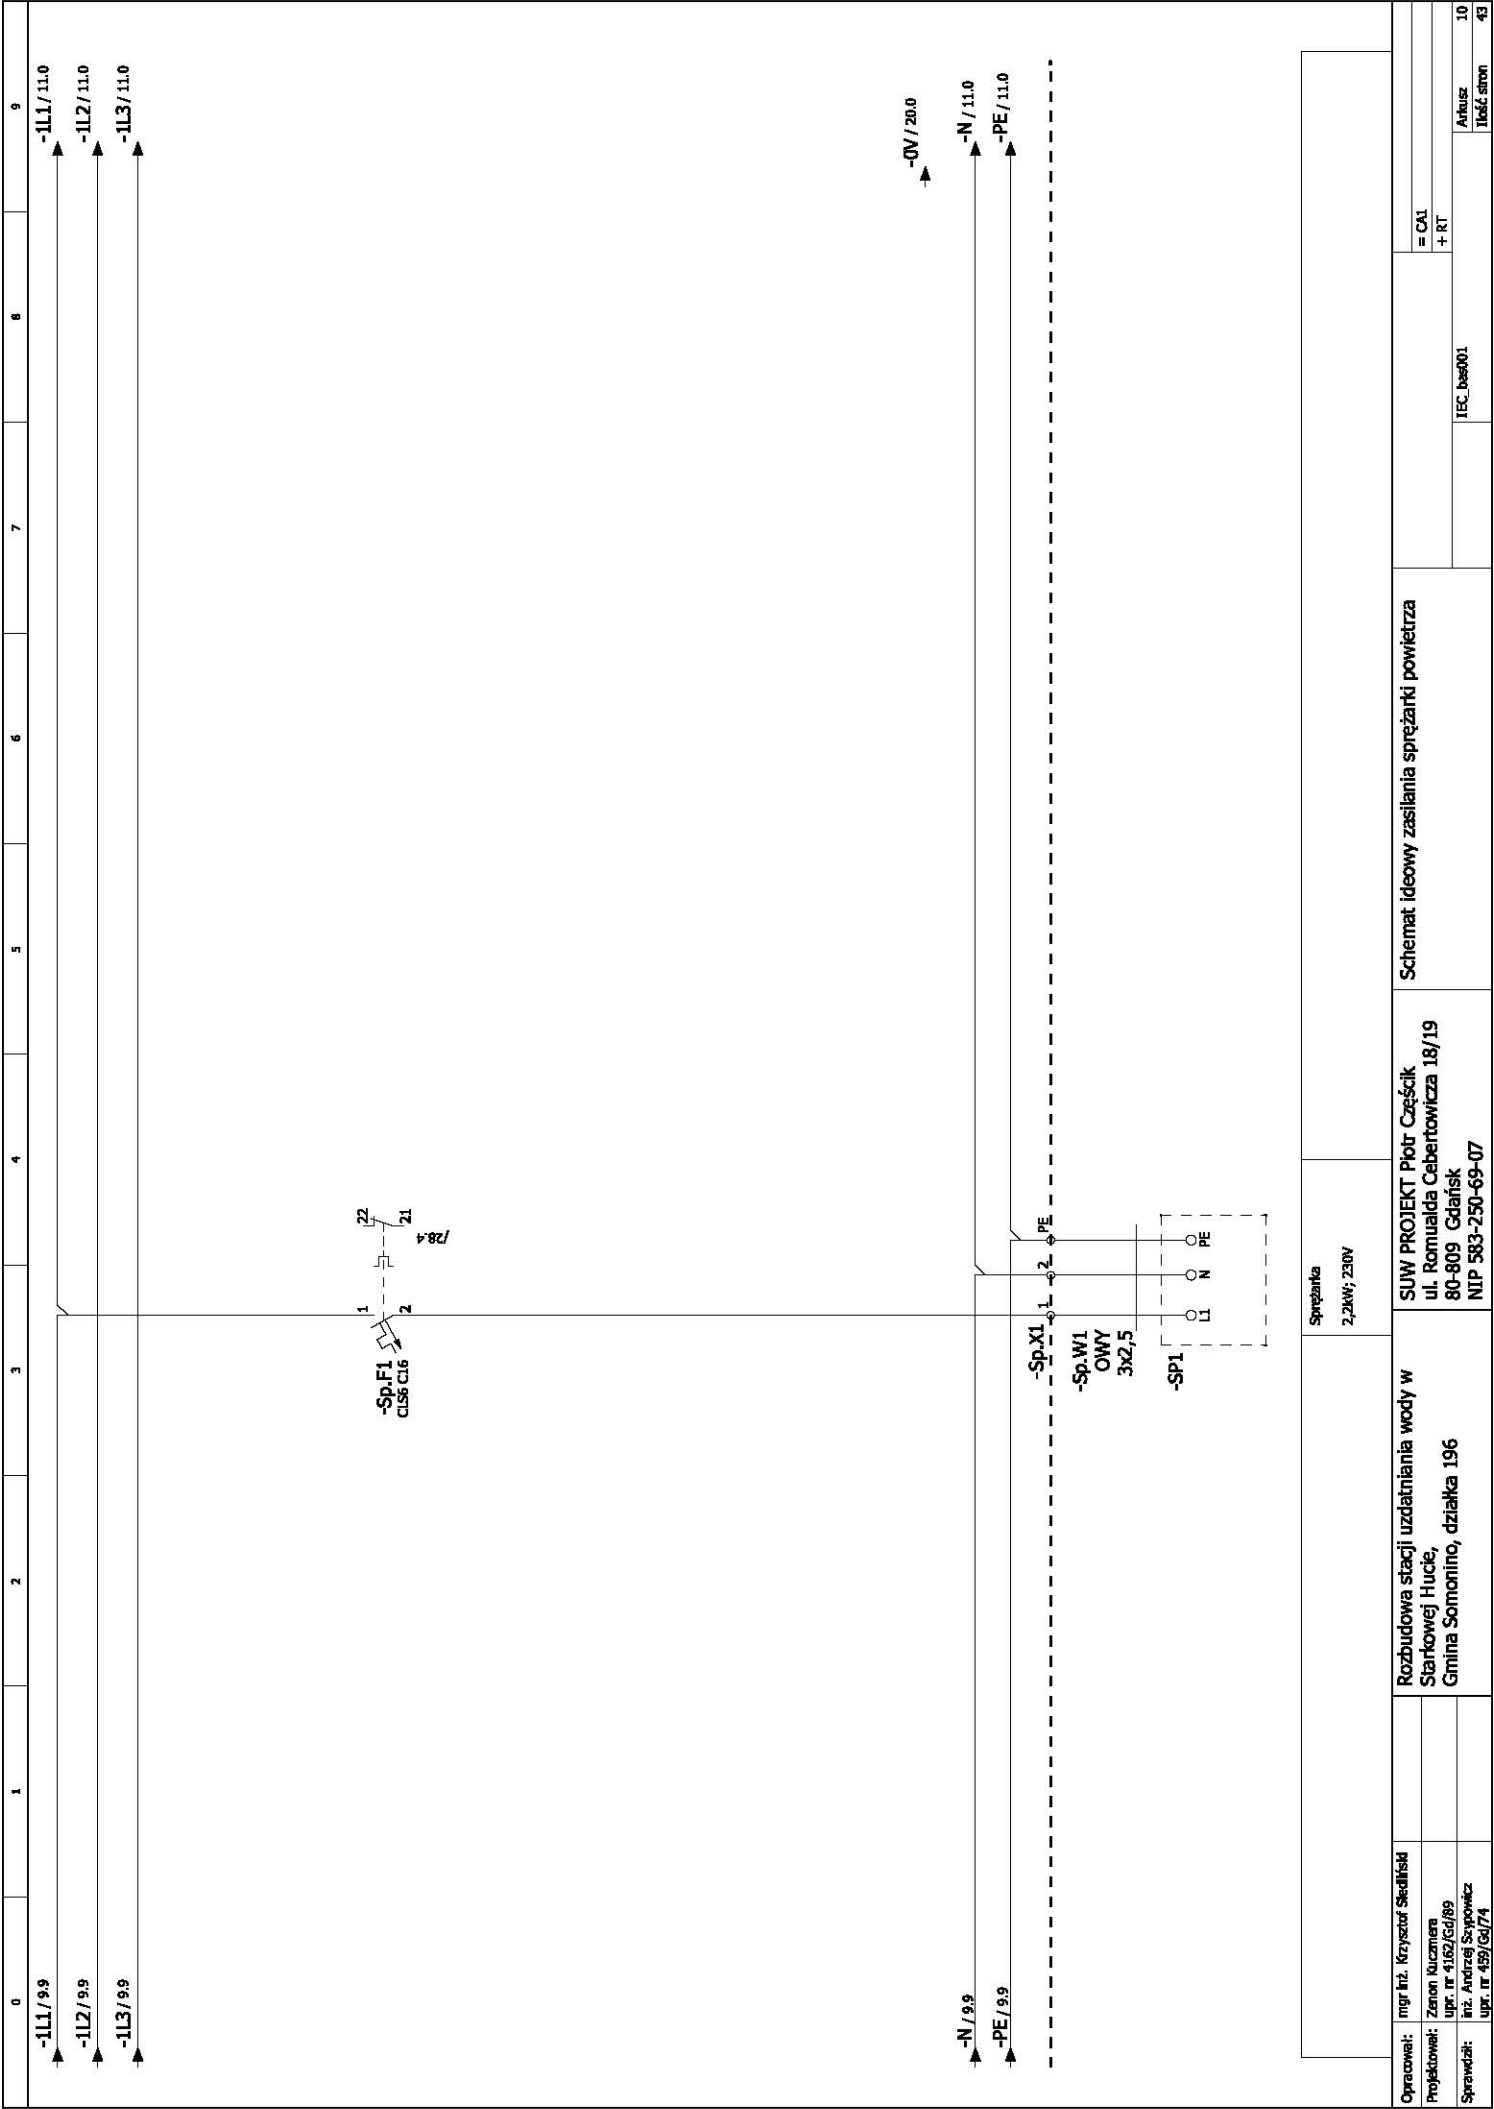 0 1 2 3 4 5 6 7 8 9
-1L1 / 9.9
-1L1 / 11.0
-1L2 / 9.9
-1L2 / 11.0
-1L3 / 9.9
-1L3 / 11.0
-Sp.F1
CLS6 C16
1
2
22
21
/28.4
-0V / 20.0
-N / 9.9
-N / 11.0
-PE / 9.9
-PE / 11.0
-Sp.X1
1
2
PE
-Sp.W1
OWY
3x2,5
-SP1
L1
N
PE
Sprężarka
2,2kW; 230V
Opracował:
mgr inż. Krzysztof Siedliński
Projektował:
Zenon Kuczmera
upr. nr 4162/Gd/89
Sprawdził:
inż. Andrzej Szypowicz
upr. nr 459/Gd/74
Rozbudowa stacji uzdatniania wody w
Starkowej Hucie,
Gmina Somonino, działka 196
SUW PROJEKT Piotr Częścik
ul. Romualda Cebertowicza 18/19
80-809 Gdańsk
NIP 583-250-69-07
Schemat ideowy zasilania sprężarki powietrza
IEC_bas001
= CA1
+ RT
Arkusz 10
Ilość stron 43